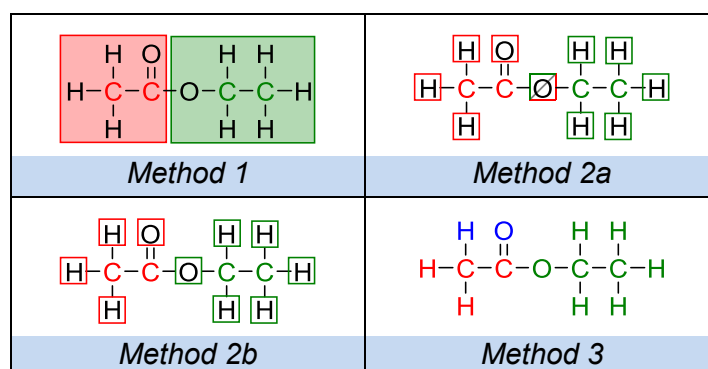 H O H H
H C C O C C H
H H H
Method 1
H O H H
H C C O C C H
H H H
Method 2a
H O H H
H C C O C C H
H H H
Method 2b
H O H H
H C C O C C H
H H H
Method 3